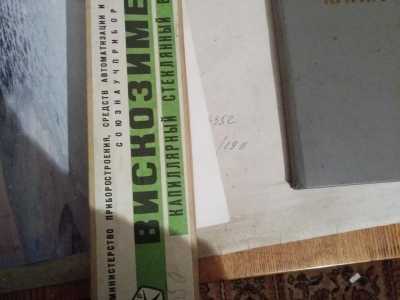 МИНИСТЕРСТВО ПРИБОРОСТРОЕНИЯ, СРЕДСТВ АВТОМАТИЗАЦИИ И
СОЮЗНАУЧПРИБОР
ВИСКОЗИМЕ
КАПИЛЛЯРНЫЙ СТЕКЛЯННЫЙ В